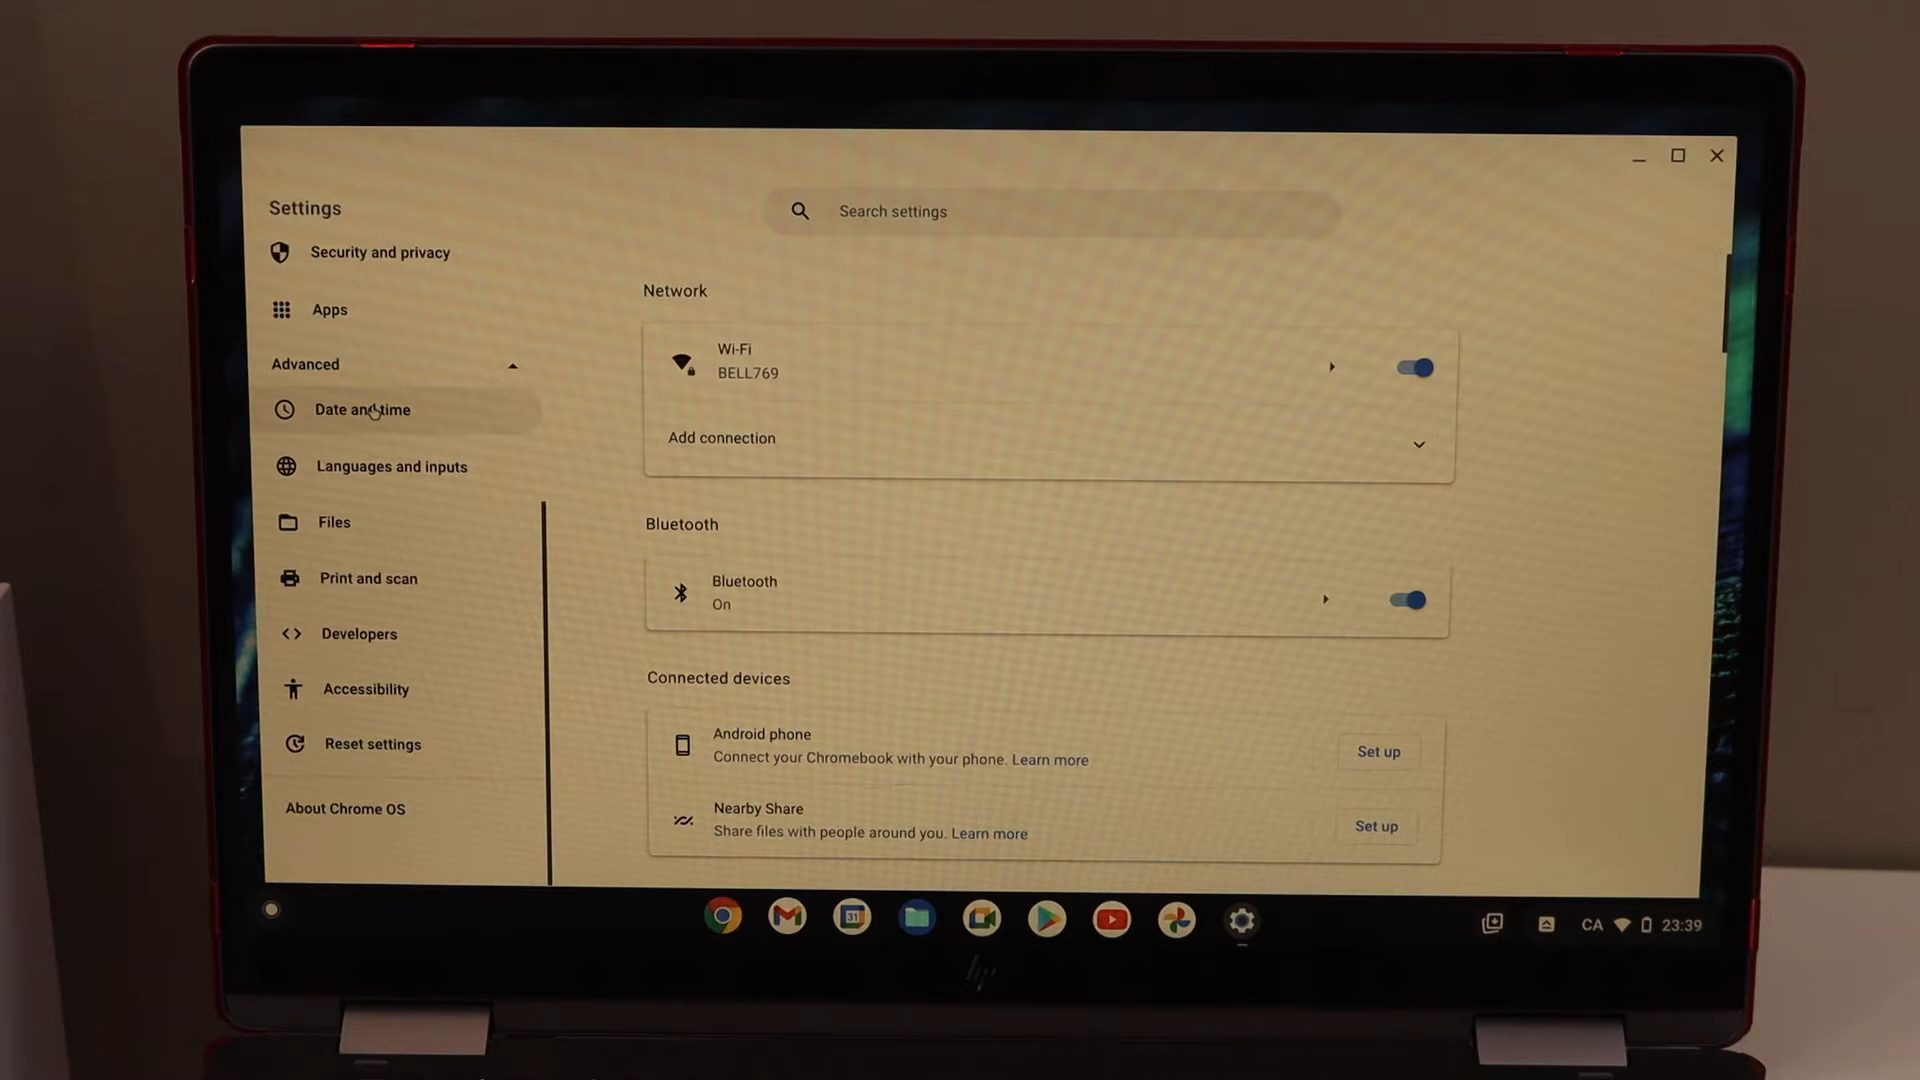 Settings
Search settings
Security and privacy
Apps
Advanced
Date and time
Languages and inputs
Files
Print and scan
Developers
Accessibility
Reset settings
About Chrome OS
Network
Wi-Fi
BELL769
Add connection
Bluetooth
Bluetooth
On
Connected devices
Android phone
Connect your Chromebook with your phone. Learn more
Set up
Nearby Share
Share files with people around you. Learn more
Set up
31
CA 23:39
hp